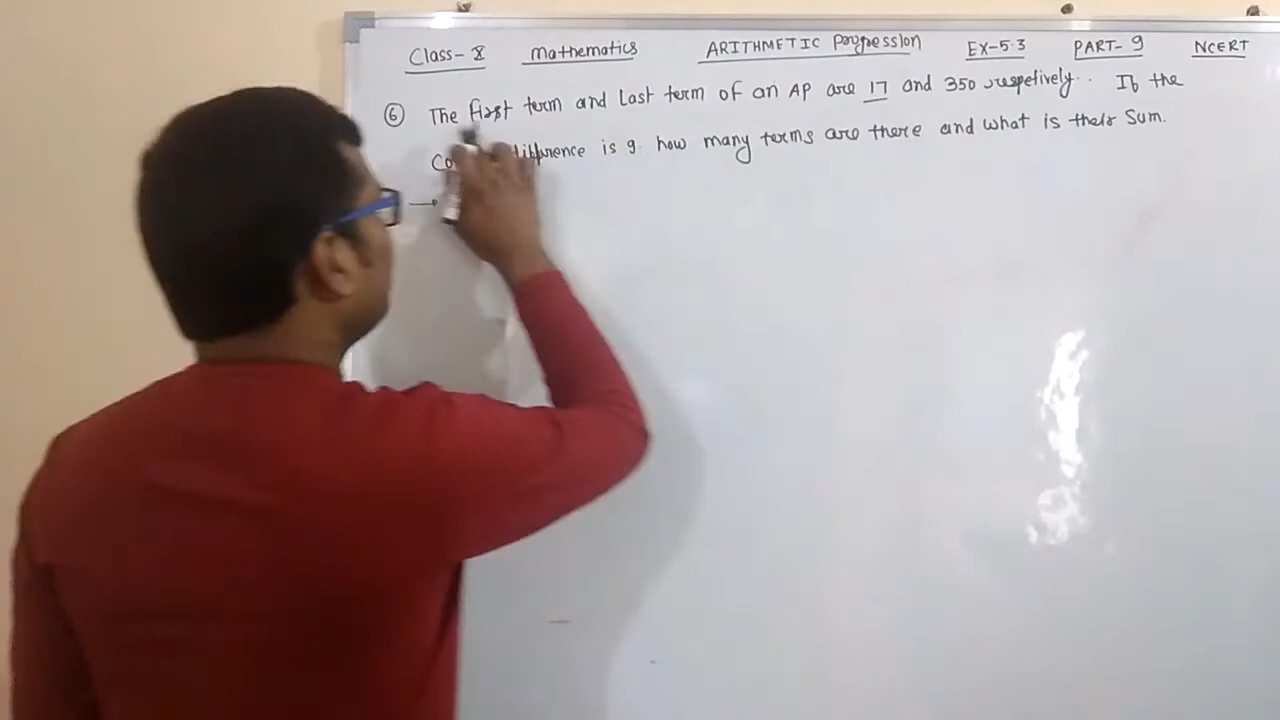 Class-X Mathematics ARITHMETIC Progression EX-5.3 PART-9 NCERT
⑥ The first term and Last term of an AP are 17 and 350 respetively. If the
difference is 9. how many terms are there and what is their Sum.
→